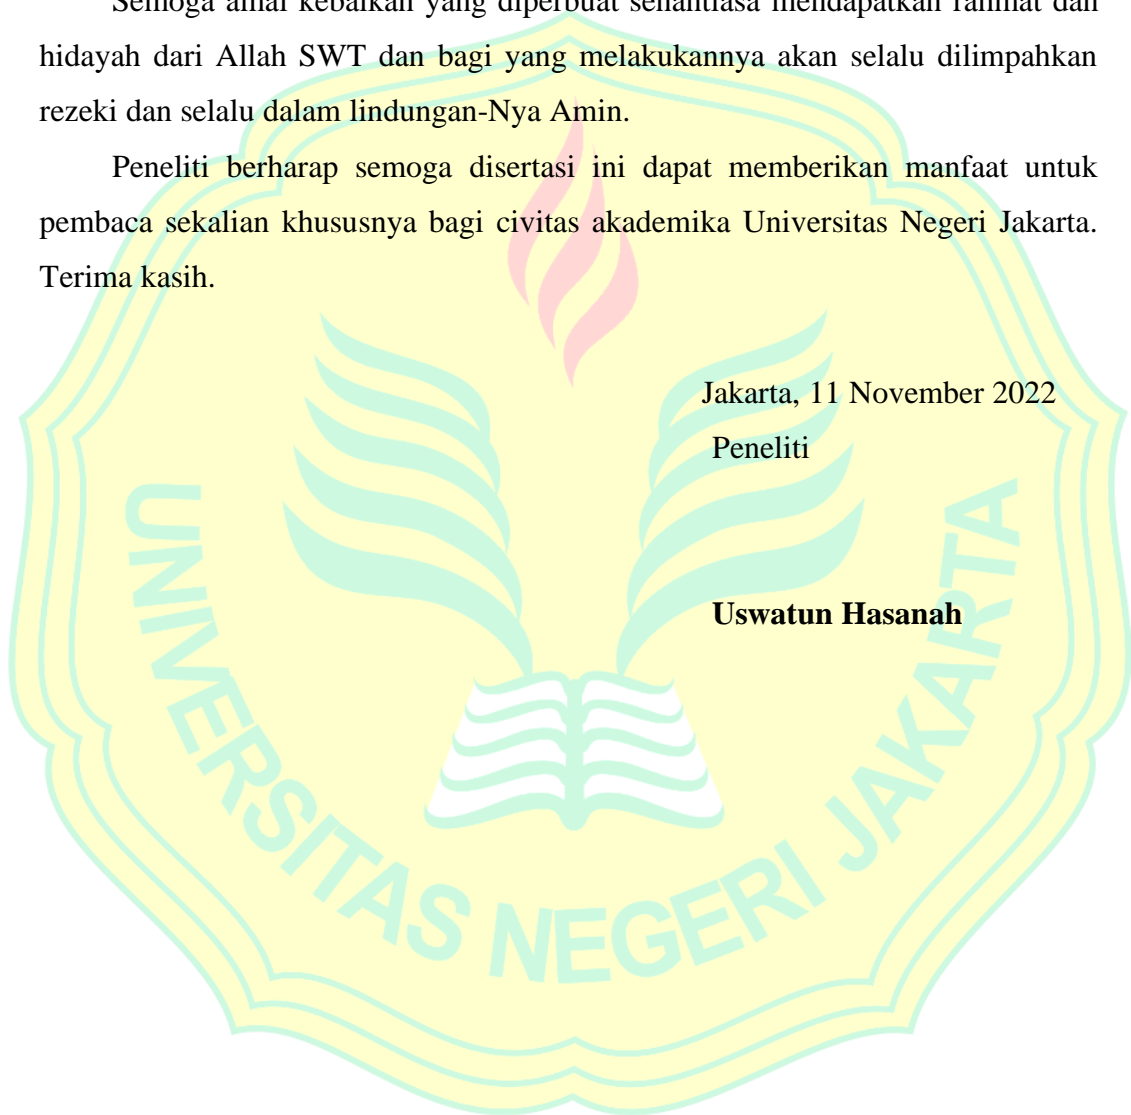 Semoga amal kebaikan yang diperbuat senantiasa mendapatkan rahmat dan
hidayah dari Allah SWT dan bagi yang melakukannya akan selalu dilimpahkan
rezeki dan selalu dalam lindungan-Nya Amin.
Peneliti berharap semoga disertasi ini dapat memberikan manfaat untuk
pembaca sekalian khususnya bagi civitas akademika Universitas Negeri Jakarta.
Terima kasih.
Jakarta, 11 November 2022
Peneliti
Uswatun Hasanah
UNIVERSITAS NEGERI JAKARTA